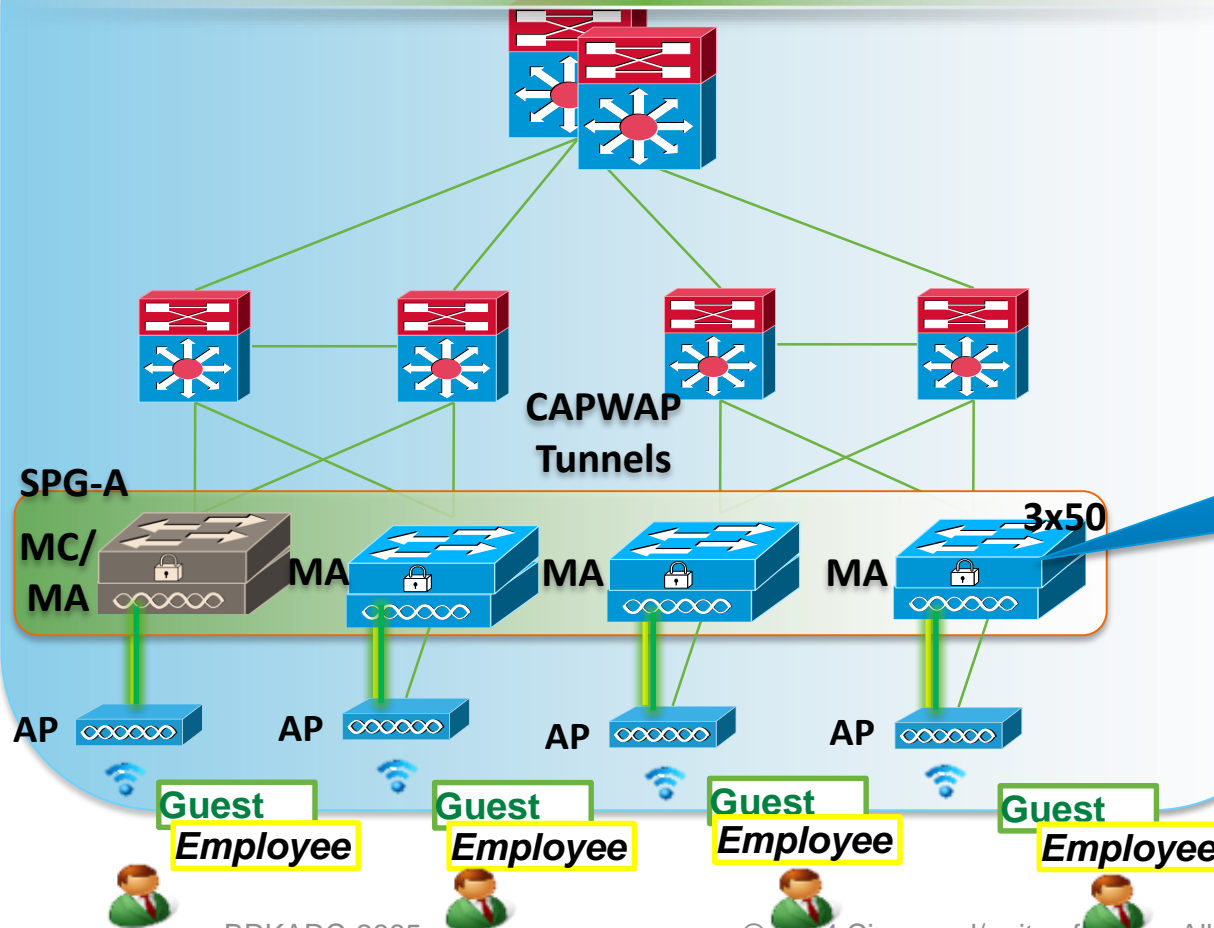 CAPWAP
Tunnels
SPG-A
3x50
MC/
MA
MA
MA
MA
AP
AP
AP
AP
Guest
Employee
Guest
Employee
Guest
Employee
Guest
Employee